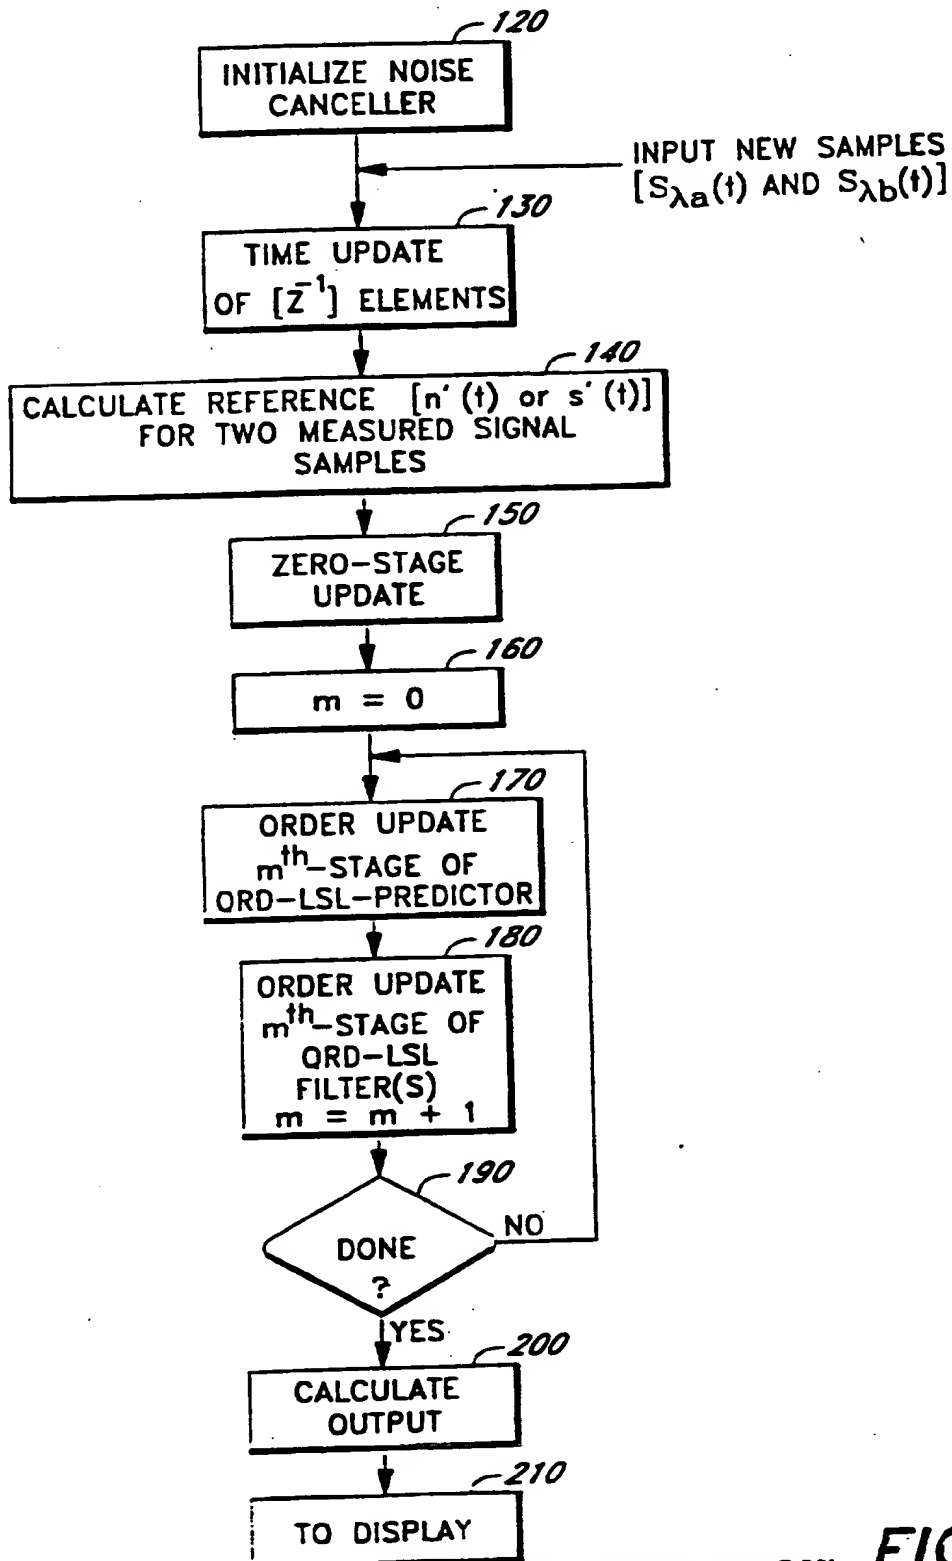 120
INITIALIZE NOISE
CANCELLER
INPUT NEW SAMPLES
[Sλa(t) AND Sλb(t)]
130
TIME UPDATE
OF [Z⁻¹] ELEMENTS
140
CALCULATE REFERENCE [n'(t) or s'(t)]
FOR TWO MEASURED SIGNAL
SAMPLES
150
ZERO-STAGE
UPDATE
160
m = 0
170
ORDER UPDATE
mth-STAGE OF
QRD-LSL-PREDICTOR
180
ORDER UPDATE
mth-STAGE OF
QRD-LSL
FILTER(S)
m = m + 1
190
DONE
?
NO
YES
200
CALCULATE
OUTPUT
210
TO DISPLAY